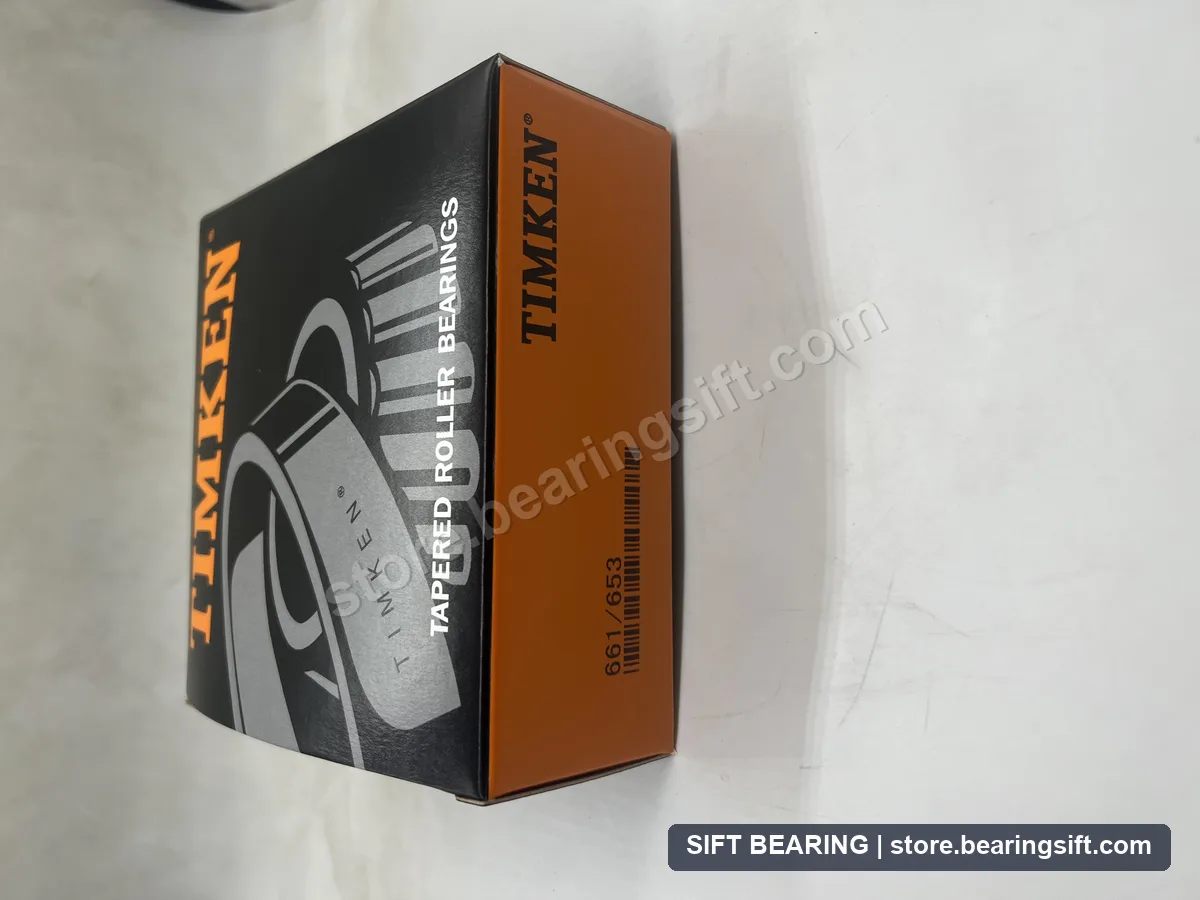 TIMKEN®
TIMKEN®
TAPERED ROLLER BEARINGS
TIMKEN®
661/653
store.bearingsift.com
SIFT BEARING | store.bearingsift.com